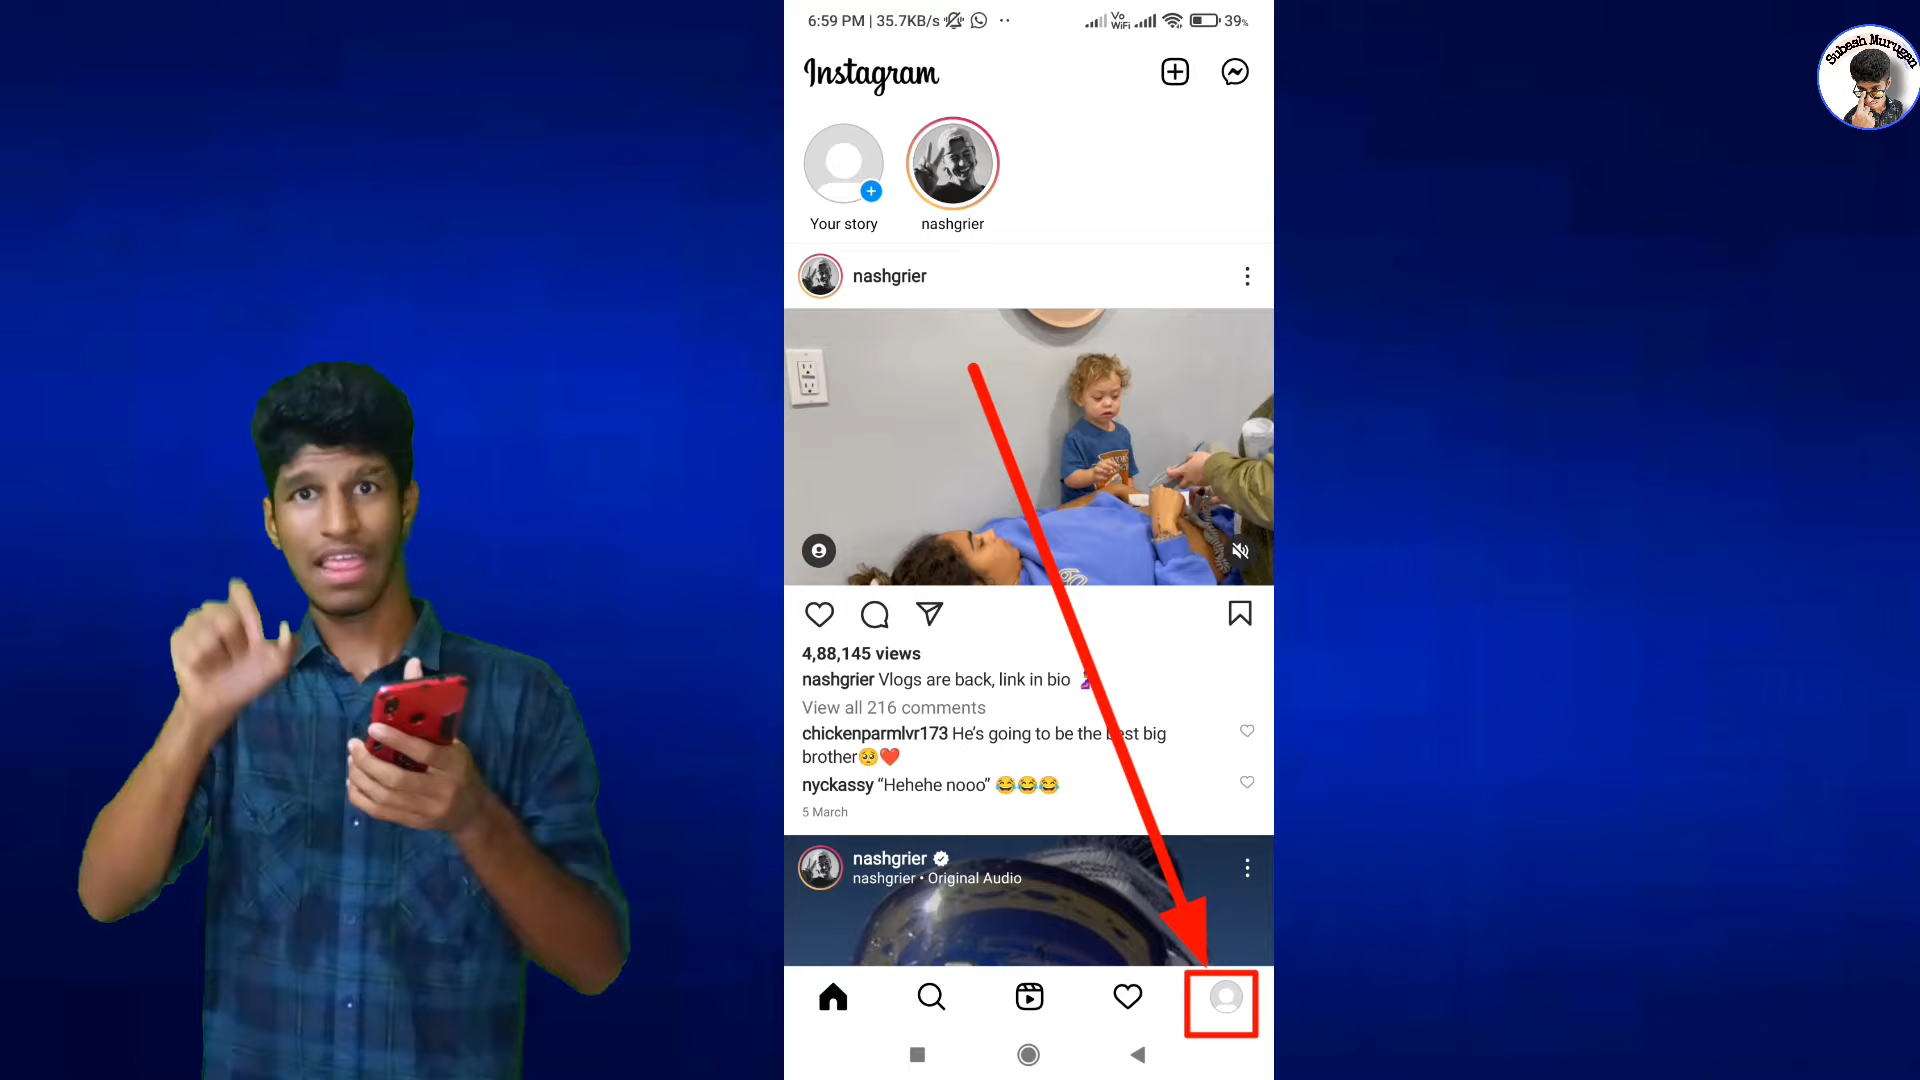 6:59 PM | 35.7KB/s
Vo
WiFi
39%
Subesh Murugan
Instagram
Your story
nashgrier
nashgrier
4,88,145 views
nashgrier Vlogs are back, link in bio
View all 216 comments
chickenparmlvr173 He's going to be the best big
brother🥺❤️
nyckassy “Hehehe nooo” 😂😂😂
5 March
nashgrier
nashgrier • Original Audio